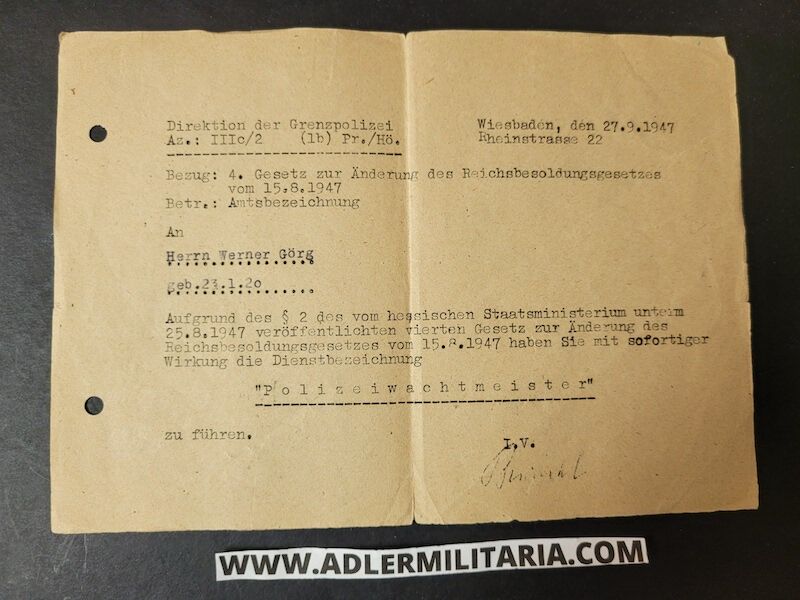 Direktion der Grenzpolizei
Az.: IIIc/2 (1b) Pr./Hö.
Wiesbaden, den 27.9.1947
Rheinstrasse 22
Bezug: 4. Gesetz zur Änderung des Reichsbesoldungsgesetzes
vom 15.8.1947
Betr.: Amtsbezeichnung
An
Herrn Werner Görg
geb.23.1.20
Aufgrund des § 2 des vom hessischen Staatsministerium unterm
25.8.1947 veröffentlichten vierten Gesetz zur Änderung des
Reichsbesoldungsgesetzes vom 15.8.1947 haben Sie mit sofortiger
Wirkung die Dienstbezeichnung
"P o l i z e i w a c h t m e i s t e r"
zu führen.
I.V.
WWW.ADLERMILITARIA.COM